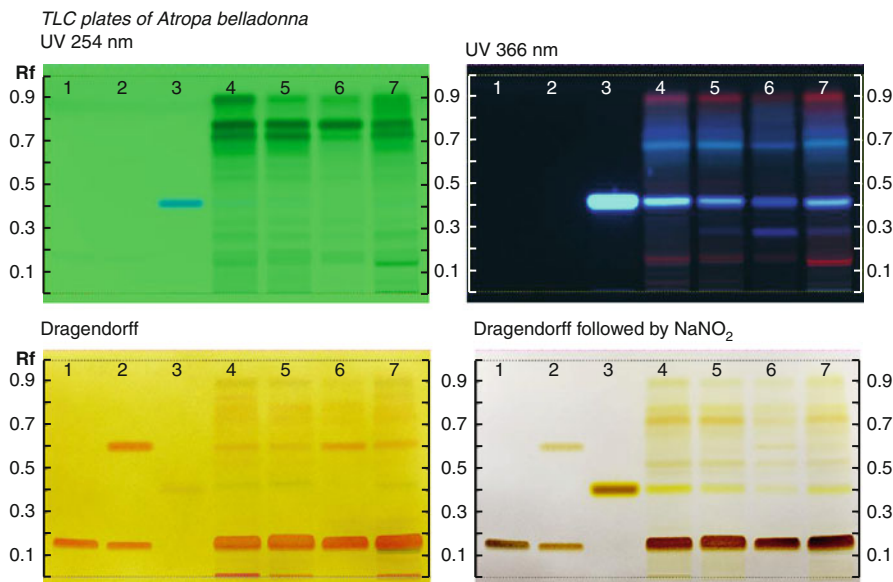 TLC plates of Atropa belladonna
UV 254 nm
UV 366 nm
Rf
1 2 3 4 5 6 7
0.9
0.7
0.5
0.3
0.1
1 2 3 4 5 6 7
0.9 0.9
0.7 0.7
0.5 0.5
0.3 0.3
0.1 0.1
Dragendorff
Dragendorff followed by NaNO₂
Rf
1 2 3 4 5 6 7
0.9
0.7
0.5
0.3
0.1
1 2 3 4 5 6 7
0.9 0.9
0.7 0.7
0.5 0.5
0.3 0.3
0.1 0.1